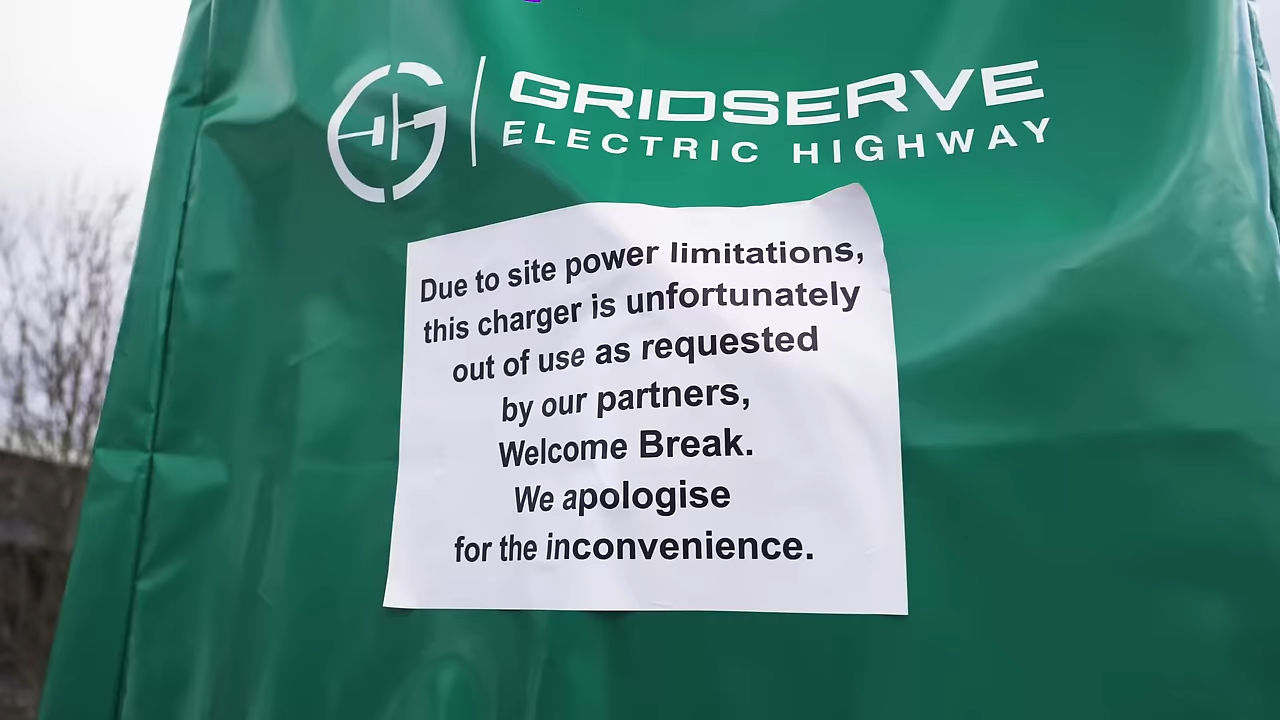 GRIDSERVE
ELECTRIC HIGHWAY
Due to site power limitations,
this charger is unfortunately
out of use as requested
by our partners,
Welcome Break.
We apologise
for the inconvenience.